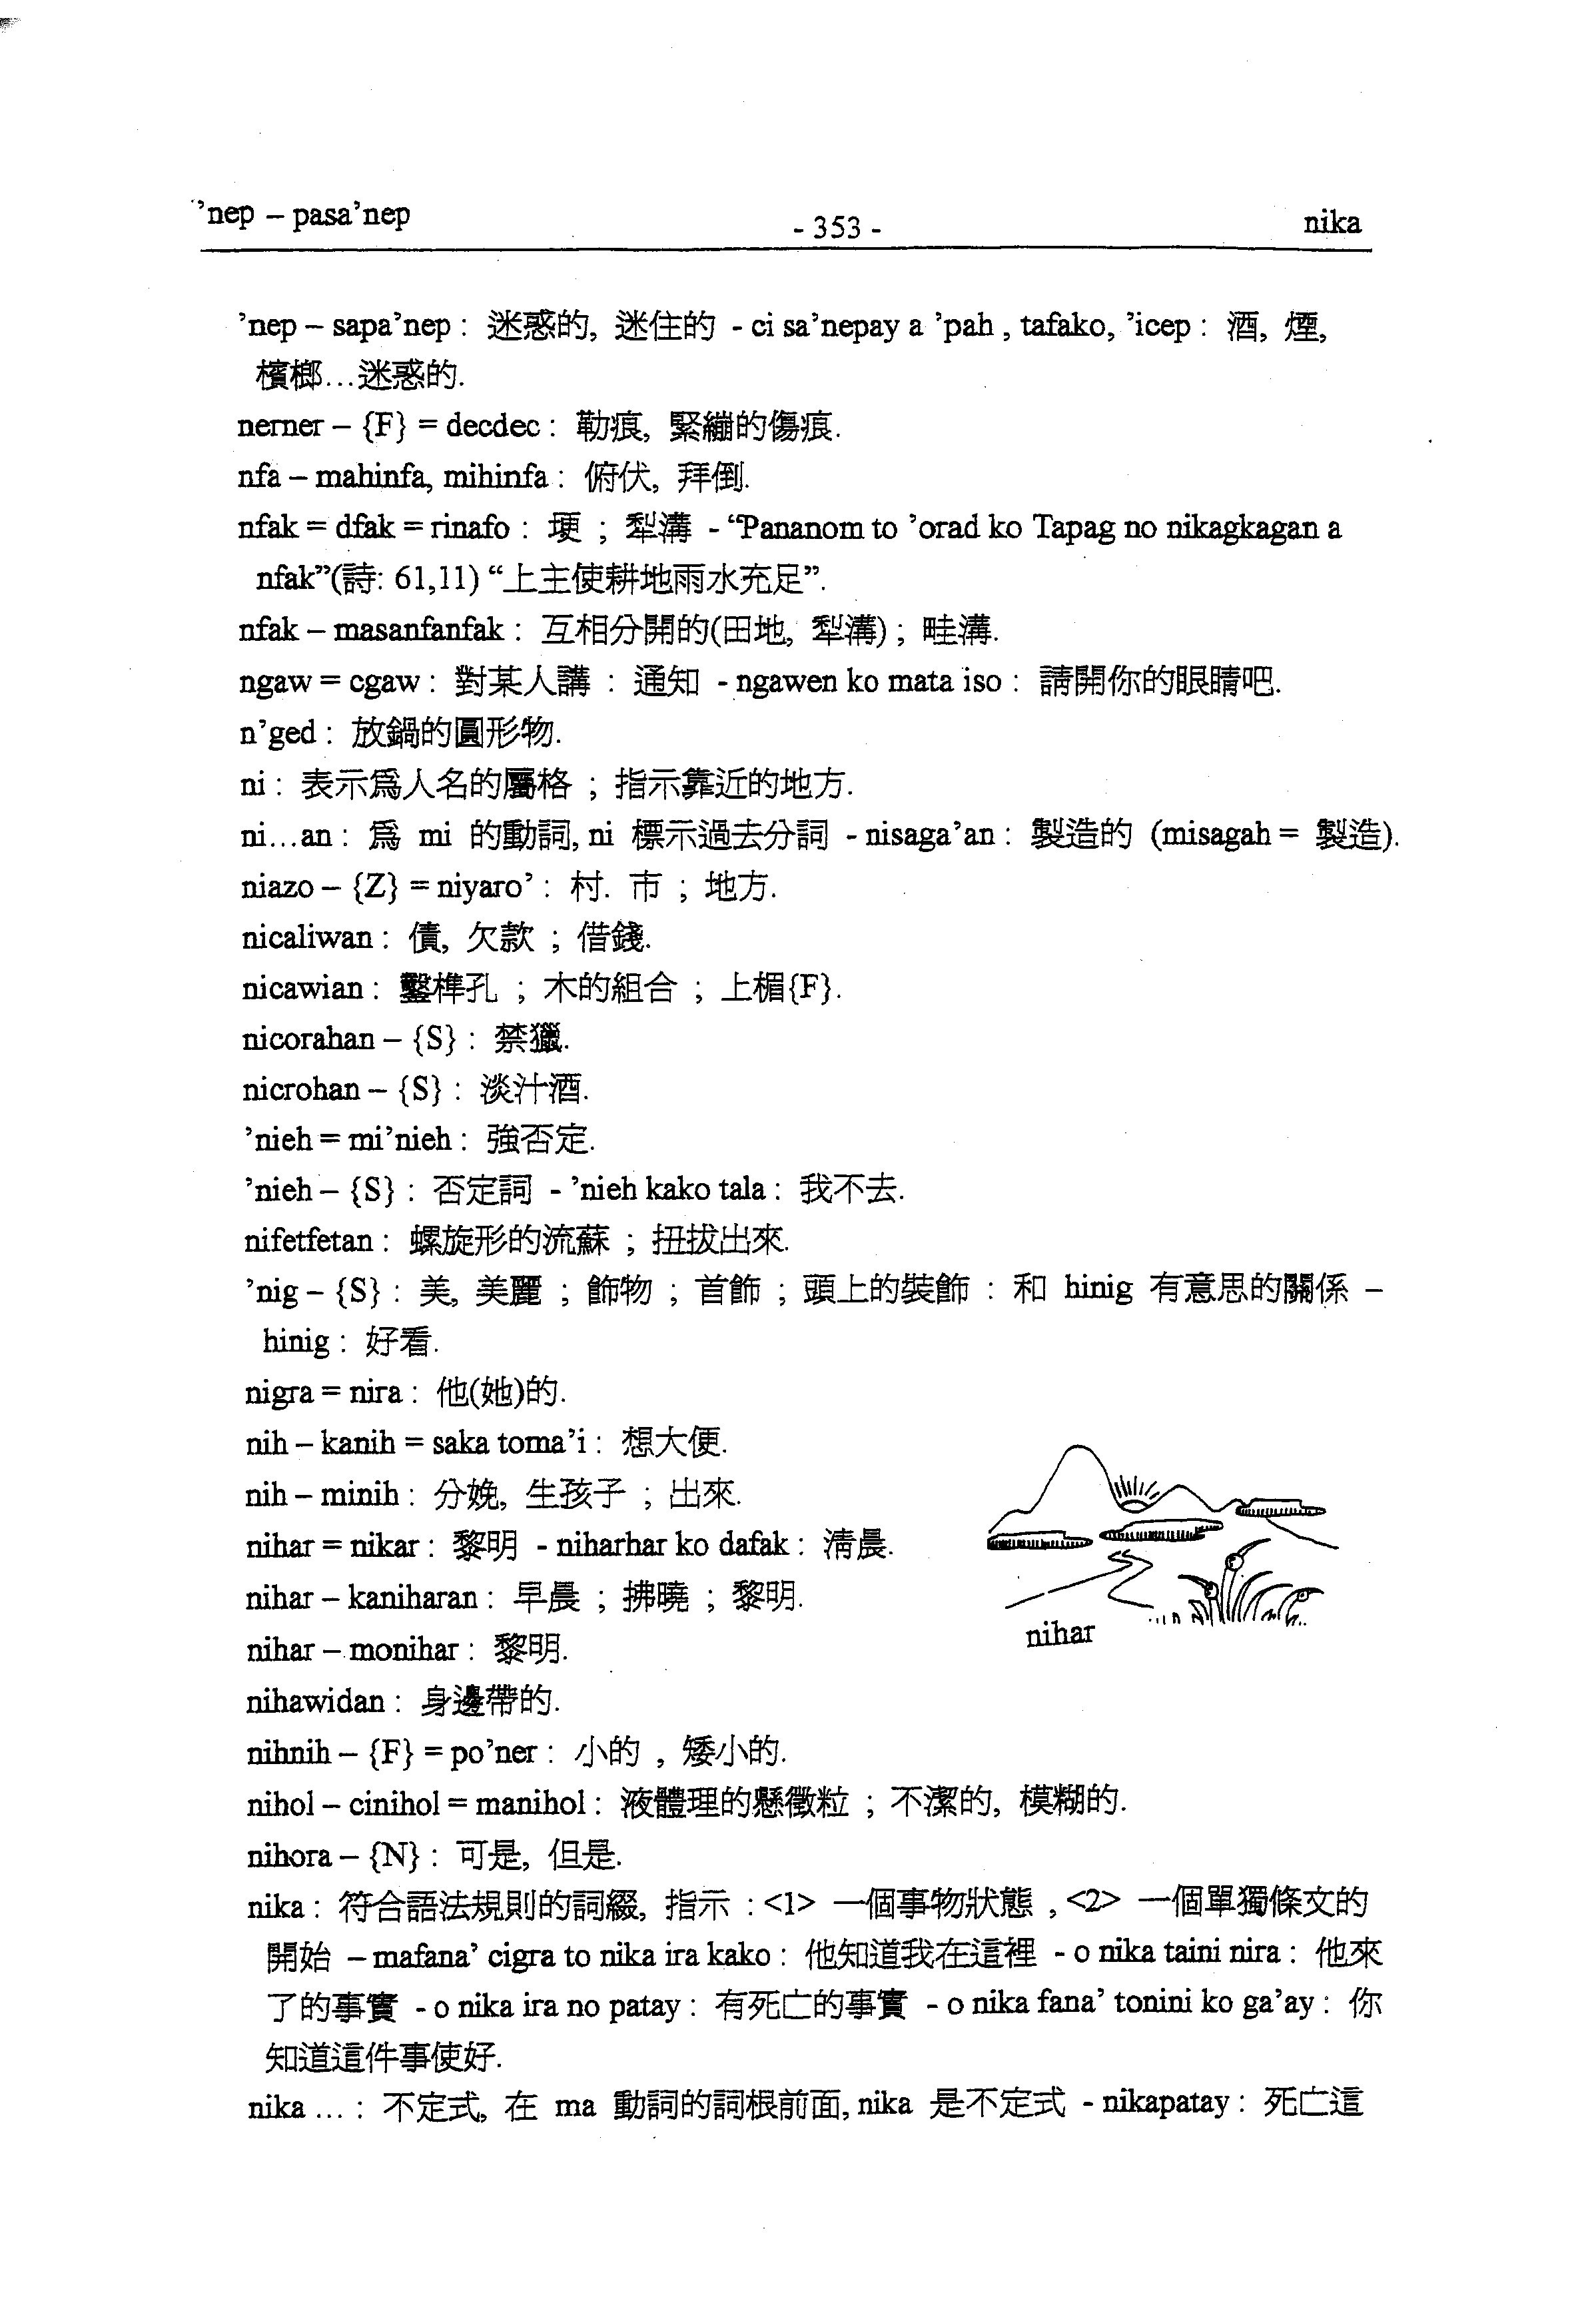 ’nep – pasa’nep - 353 - nika
’nep – sapa’nep : 迷惑的, 迷住的 - ci sa’nepay a ’pah , tafako, ’icep : 酒, 煙,
檳榔…迷惑的.
nerner – {F} = decdec : 勒痕, 緊繃的傷痕.
nfa – mahinfa, mihinfa : 俯伏, 拜倒.
nfak = dfak = rinafo : 埂 ; 犁溝 - “Pananom to ’orad ko Tapag no nikagkagan a
nfak”(詩: 61,11) “上主使耕地雨水充足”.
nfak – masanfanfak : 互相分開的(田地, 犁溝) ; 畦溝.
ngaw = cgaw : 對某人講 : 通知 - ngawen ko mata iso : 請開你的眼睛吧.
n’ged : 放鍋的圓形物.
ni : 表示爲人名的屬格 ; 指示靠近的地方.
ni…an : 爲 mi 的動詞, ni 標示過去分詞 - nisaga’an : 製造的 (misagah = 製造).
niazo – {Z} = niyaro’ : 村. 市 ; 地方.
nicaliwan : 債, 欠款 ; 借錢.
nicawian : 鑿榫孔 ; 木的組合 ; 上楣{F}.
nicorahan – {S} : 禁獵.
nicrohan – {S} : 淡汁酒.
’nieh = mi’nieh : 強否定.
’nieh – {S} : 否定詞 - ’nieh kako tala : 我不去.
nifetfetan : 螺旋形的流蘇 ; 扭拔出來.
’nig – {S} : 美, 美麗 ; 飾物 ; 首飾 ; 頭上的裝飾 : 和 hinig 有意思的關係 –
hinig : 好看.
nigra = nira : 他(她)的.
nih – kanih = saka toma’i : 想大便.
nih – minih : 分娩, 生孩子 ; 出來.
nihar = nikar : 黎明 - niharhar ko dafak : 淸晨.
nihar – kaniharan : 早晨 ; 拂曉 ; 黎明.
nihar
nihar – monihar : 黎明.
nihawidan : 身邊帶的.
nihnih – {F} = po’ner : 小的 , 矮小的.
nihol – cinihol = manihol : 液體理的懸微粒 ; 不潔的, 模糊的.
nihora – {N} : 可是, 但是.
nika : 符合語法規則的詞綴, 指示 : <1> 一個事物狀態 , <2> 一個單獨條文的
開始 – mafana’ cigra to nika ira kako : 他知道我在這裡 - o nika taini nira : 他來
了的事實 - o nika ira no patay : 有死亡的事實 - o nika fana’ tonini ko ga’ay : 你
知道這件事使好.
nika … : 不定式, 在 ma 動詞的詞根前面, nika 是不定式 - nikapatay : 死亡這